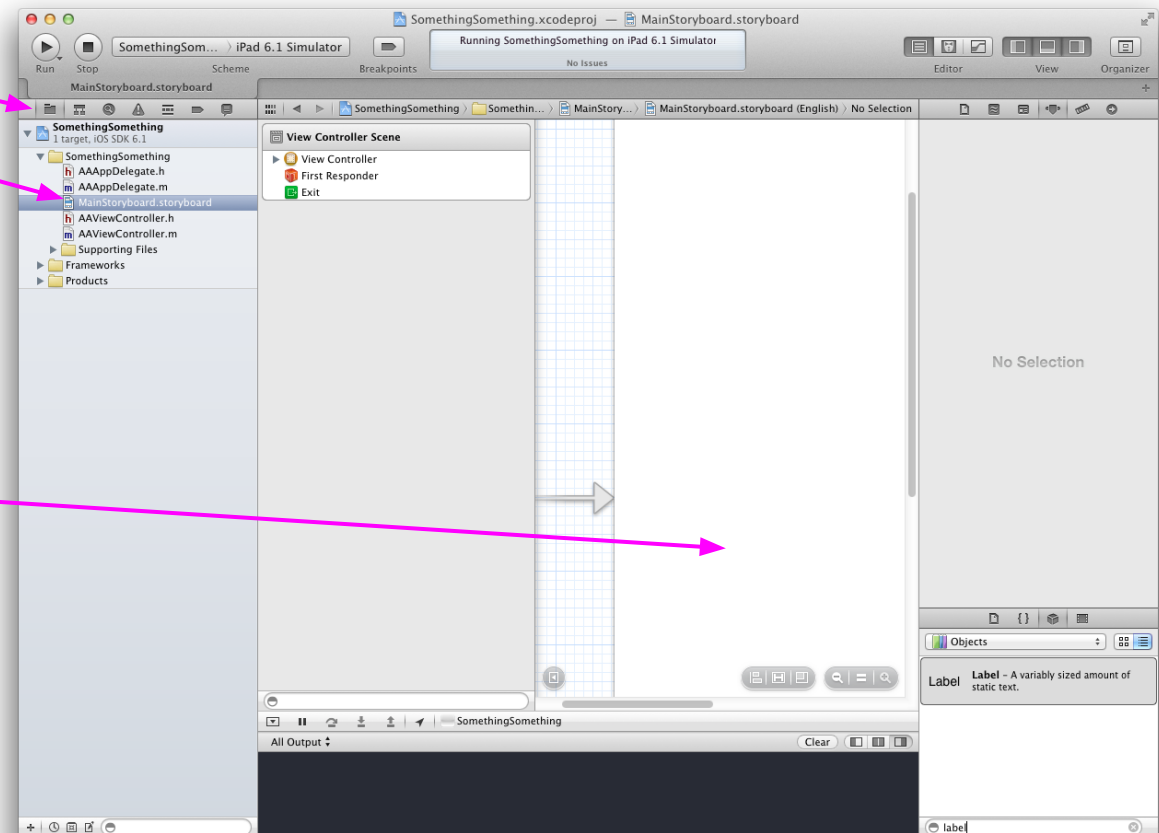 SomethingSomething.xcodeproj — MainStoryboard.storyboard
SomethingSom... › iPad 6.1 Simulator
Running SomethingSomething on iPad 6.1 Simulator
No Issues
Run Stop Scheme Breakpoints Editor View Organizer
MainStoryboard.storyboard
SomethingSomething › Somethin... › MainStory... › MainStoryboard.storyboard (English) › No Selection
SomethingSomething
1 target, iOS SDK 6.1
SomethingSomething
h AAAppDelegate.h
m AAAppDelegate.m
MainStoryboard.storyboard
h AAViewController.h
m AAViewController.m
Supporting Files
Frameworks
Products
View Controller Scene
View Controller
First Responder
Exit
No Selection
Objects
Label Label – A variably sized amount of
static text.
SomethingSomething
All Output
Clear
label